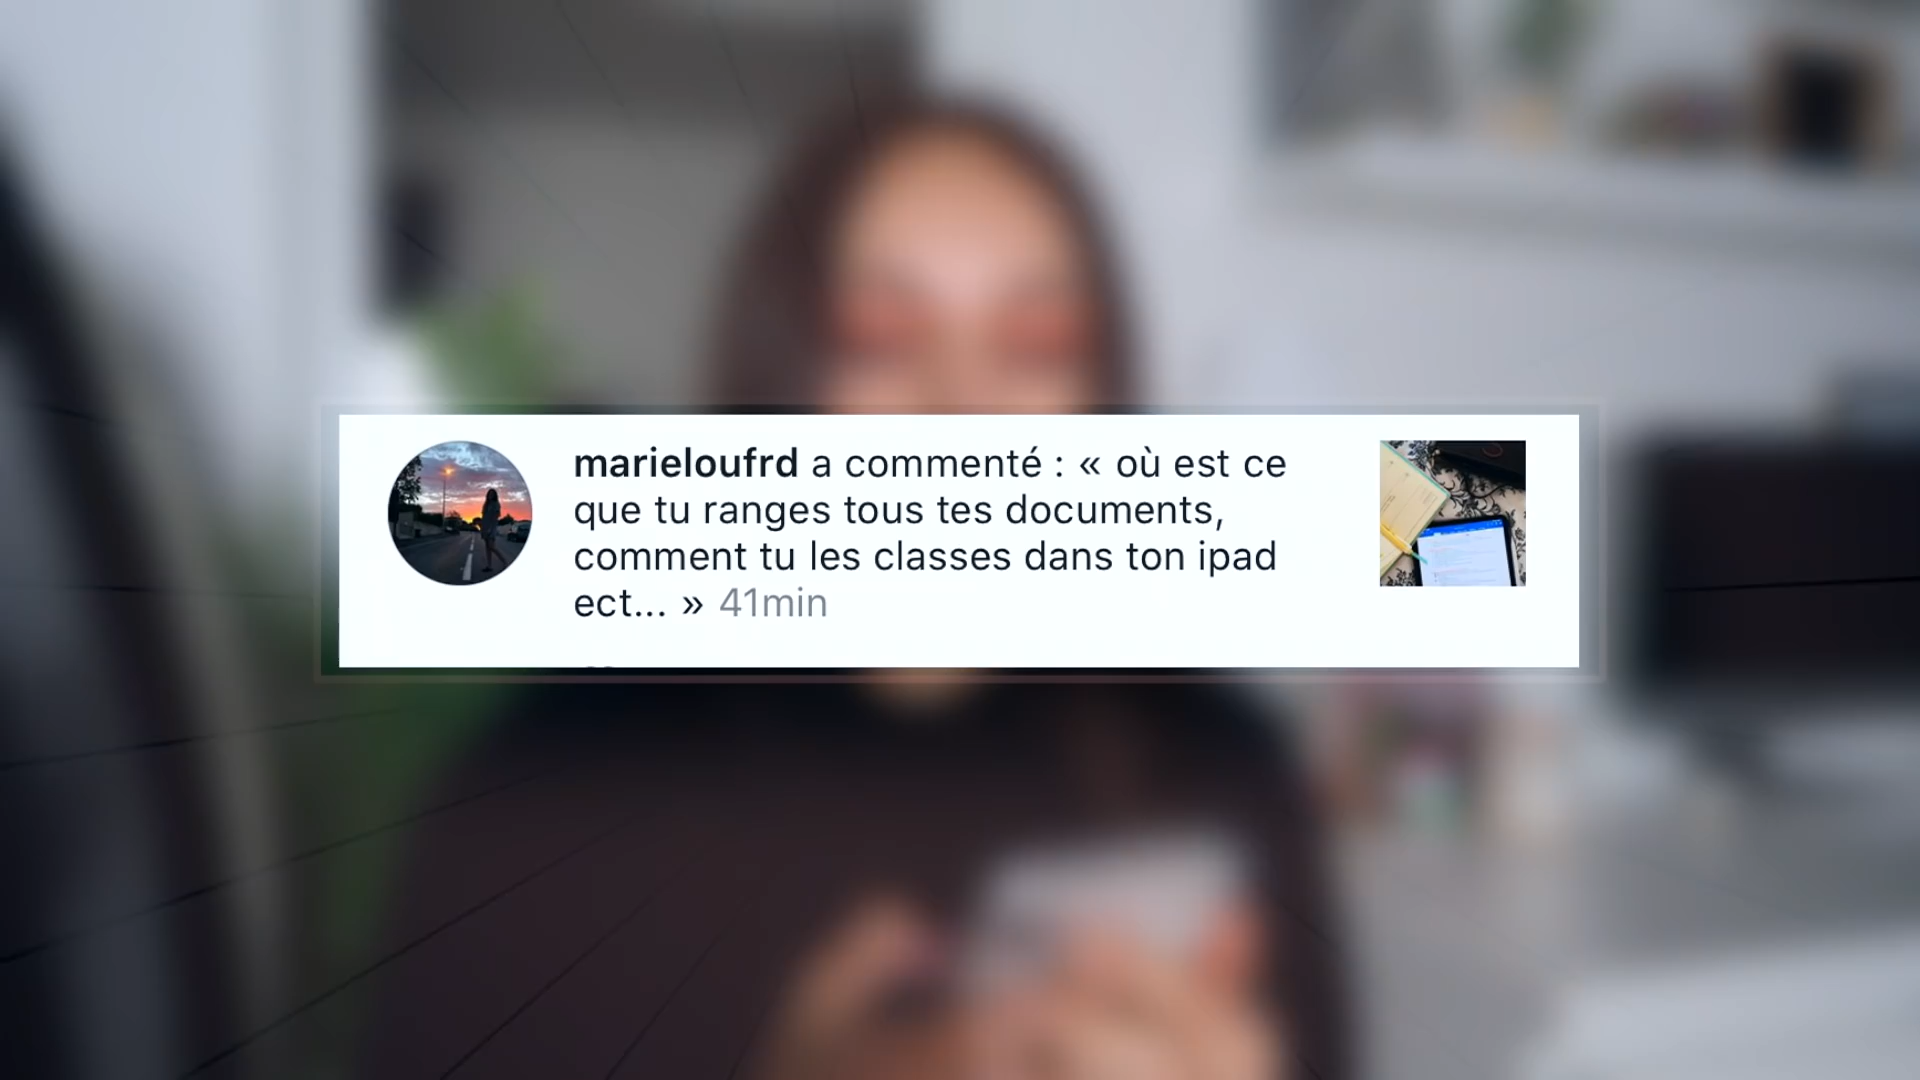 marieloufrd a commenté : « où est ce
que tu ranges tous tes documents,
comment tu les classes dans ton ipad
ect... » 41min